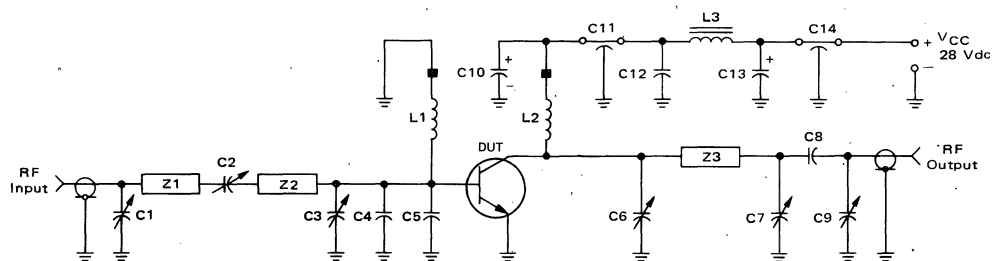 L3
C11
C14
+ VCC
28 Vdc
–
C10
+
–
C12
C13
+
L1
L2
DUT
C8
RF
Input
C2
Z1
Z2
Z3
RF
Output
C1
C3
C4
C5
C6
C7
C9